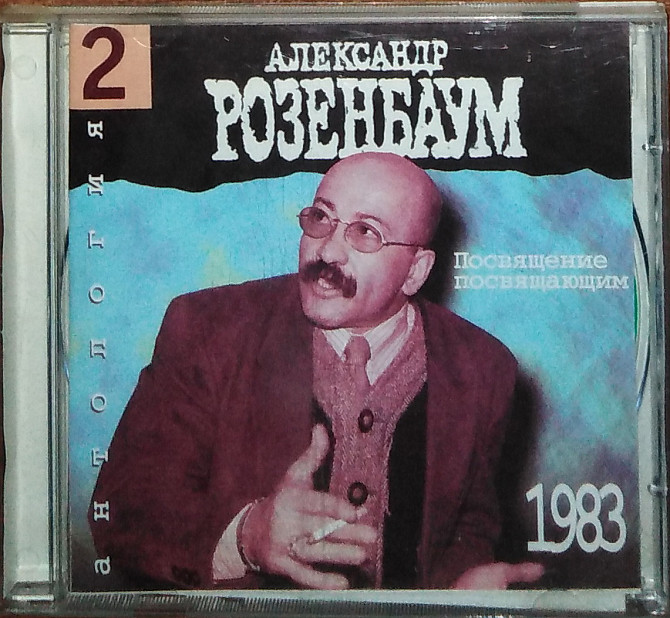 2
АЛЕКСАНДР
РОЗЕНБАУМ
антология
Посвящение
посвящающим
1983